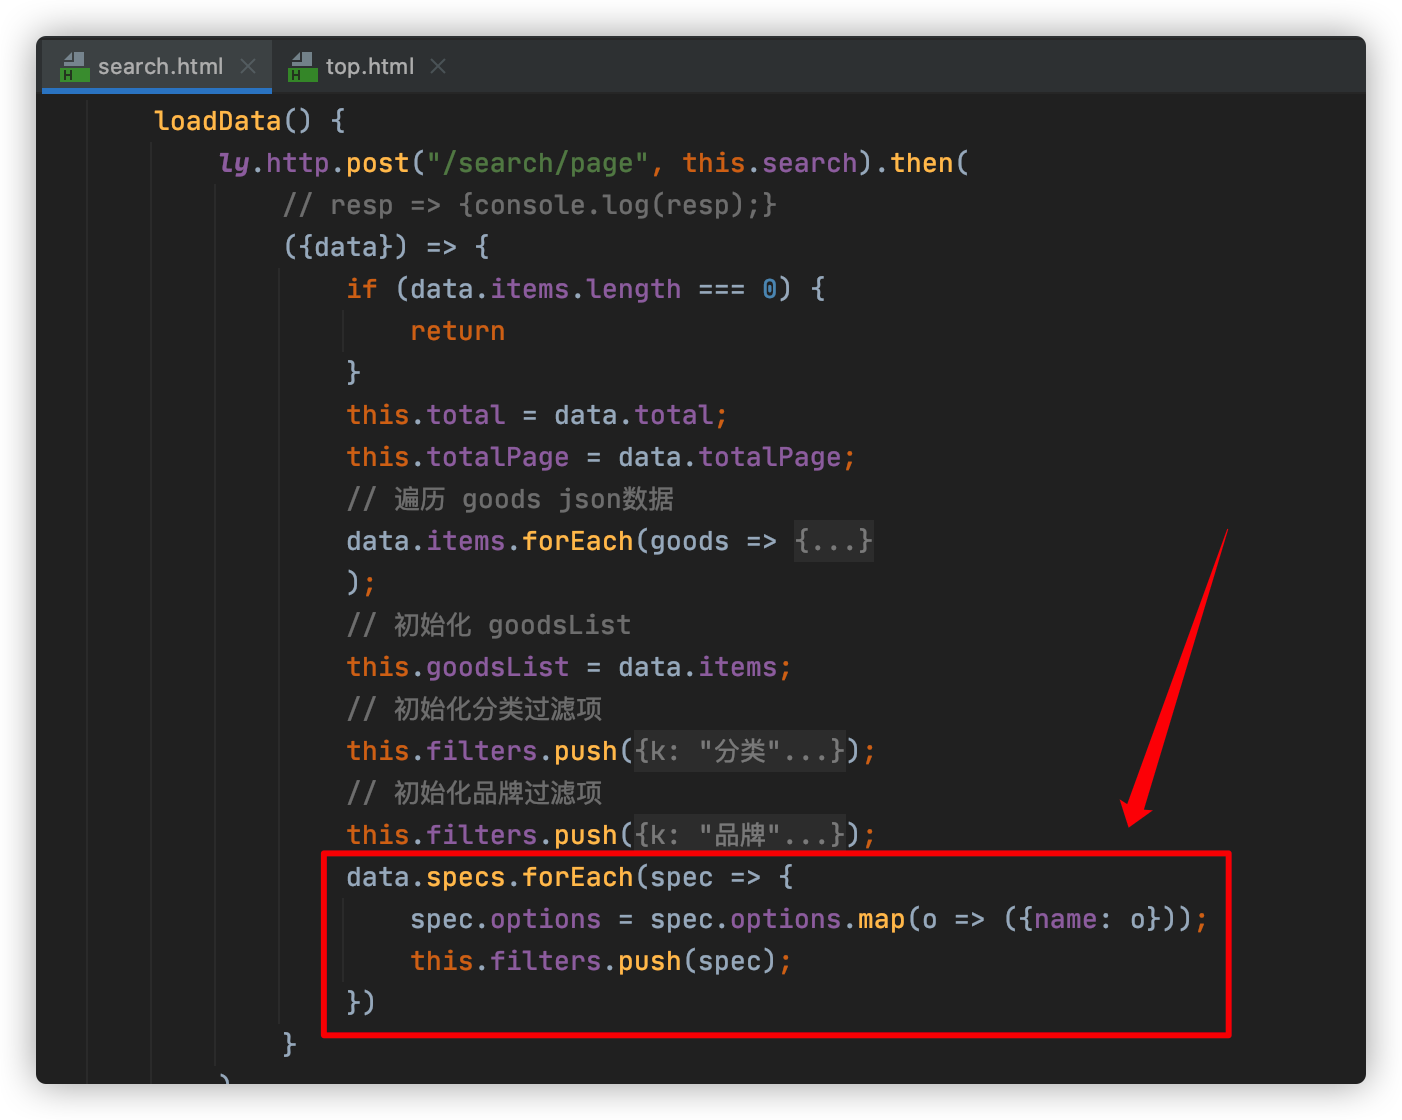 search.html top.html
loadData() {
ly.http.post("/search/page", this.search).then(
// resp => {console.log(resp);}
({data}) => {
if (data.items.length === 0) {
return
}
this.total = data.total;
this.totalPage = data.totalPage;
// 遍历 goods json数据
data.items.forEach(goods => {...}
);
// 初始化 goodsList
this.goodsList = data.items;
// 初始化分类过滤项
this.filters.push({k: "分类"...});
// 初始化品牌过滤项
this.filters.push({k: "品牌"...});
data.specs.forEach(spec => {
spec.options = spec.options.map(o => ({name: o}));
this.filters.push(spec);
})
}
)